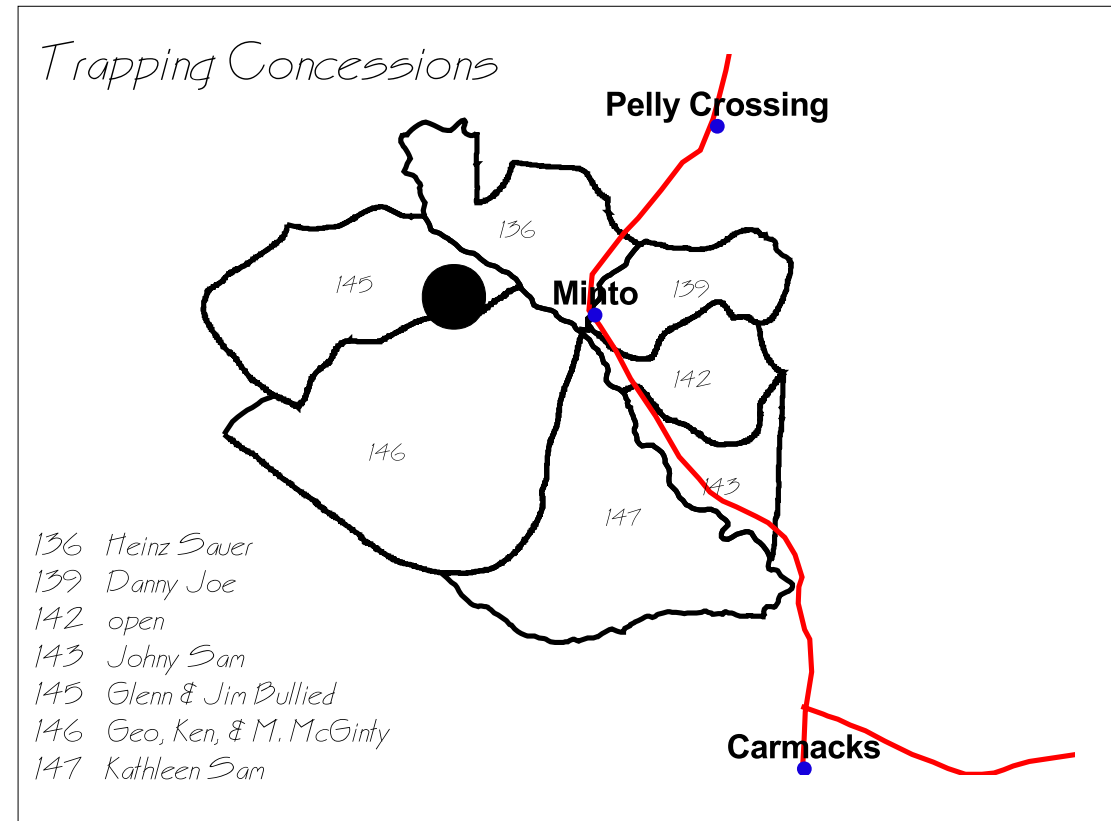 Trapping Concessions
Pelly Crossing
136
145
Minto
139
142
146
143
147
136 Heinz Sauer
139 Danny Joe
142 open
143 Johny Sam
145 Glenn & Jim Bullied
146 Geo, Ken, & M. McGinty
147 Kathleen Sam
Carmacks